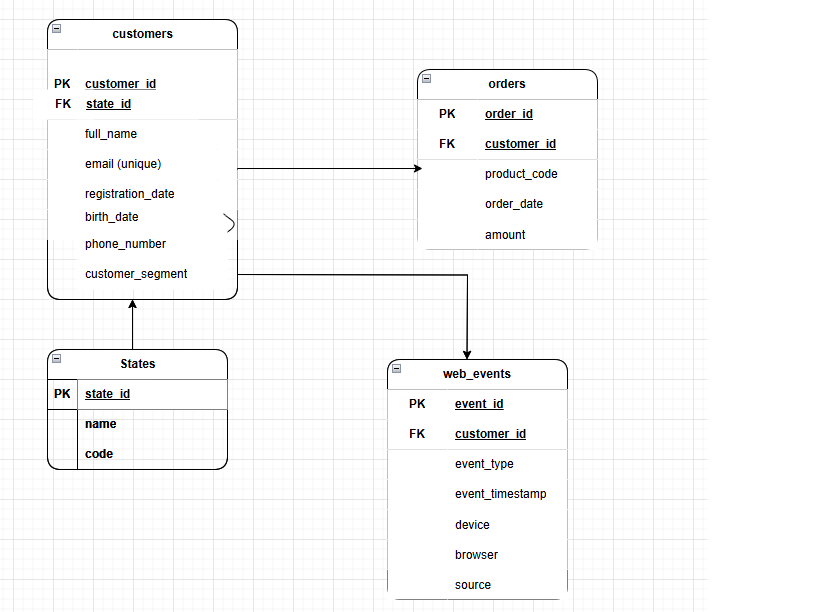 customers
PK customer_id
FK state_id
full_name
email (unique)
registration_date
birth_date
phone_number
customer_segment
orders
PK order_id
FK customer_id
product_code
order_date
amount
States
PK state_id
name
code
web_events
PK event_id
FK customer_id
event_type
event_timestamp
device
browser
source